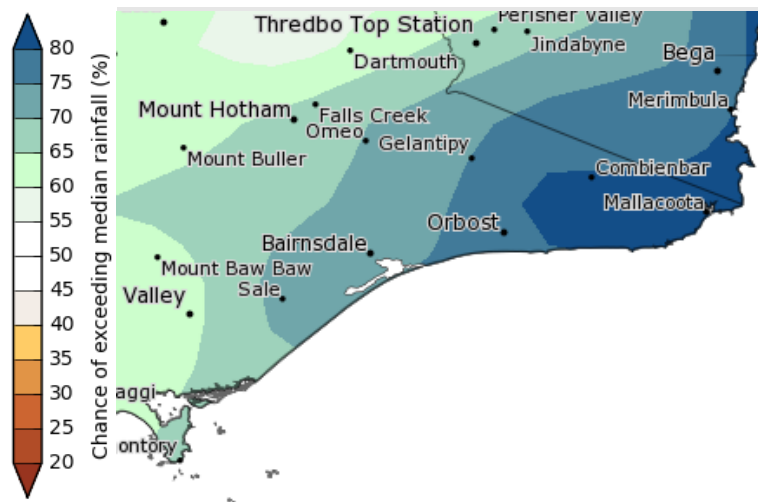 80
75
70
65
60
55
50
45
40
35
30
25
20
Chance of exceeding median rainfall (%)
Thredbo Top Station
Perisher Valley
Jindabyne
Dartmouth
Bega
Merimbula
Mount Hotham
Falls Creek
Omeo
Gelantipy
Mount Buller
Combienbar
Mallacoota
Orbost
Bairnsdale
Mount Baw Baw
Sale
Valley
aggi
ontory